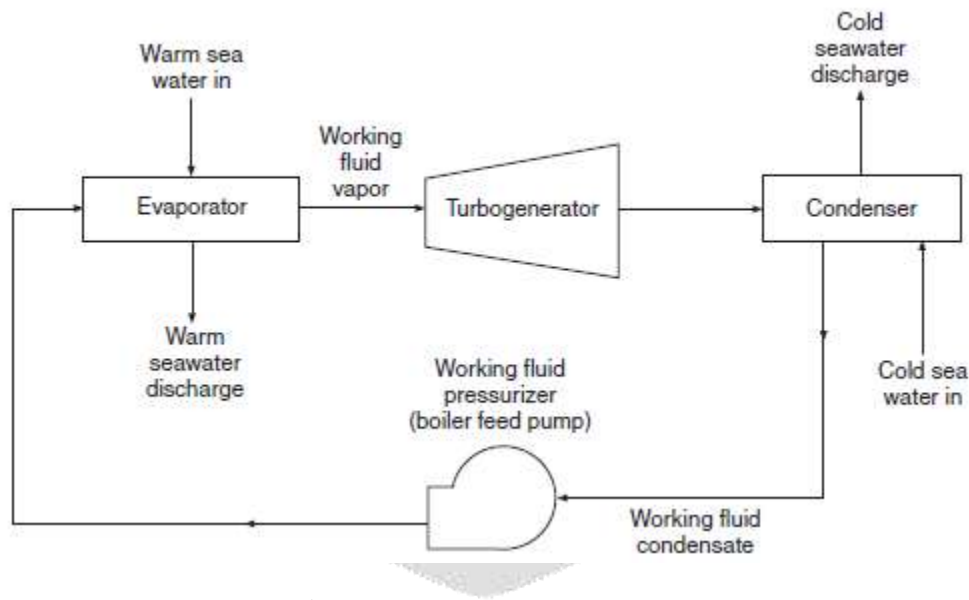 Warm sea
water in
Evaporator
Warm
seawater
discharge
Working
fluid
vapor
Turbogenerator
Cold
seawater
discharge
Condenser
Cold sea
water in
Working fluid
pressurizer
(boiler feed pump)
Working fluid
condensate